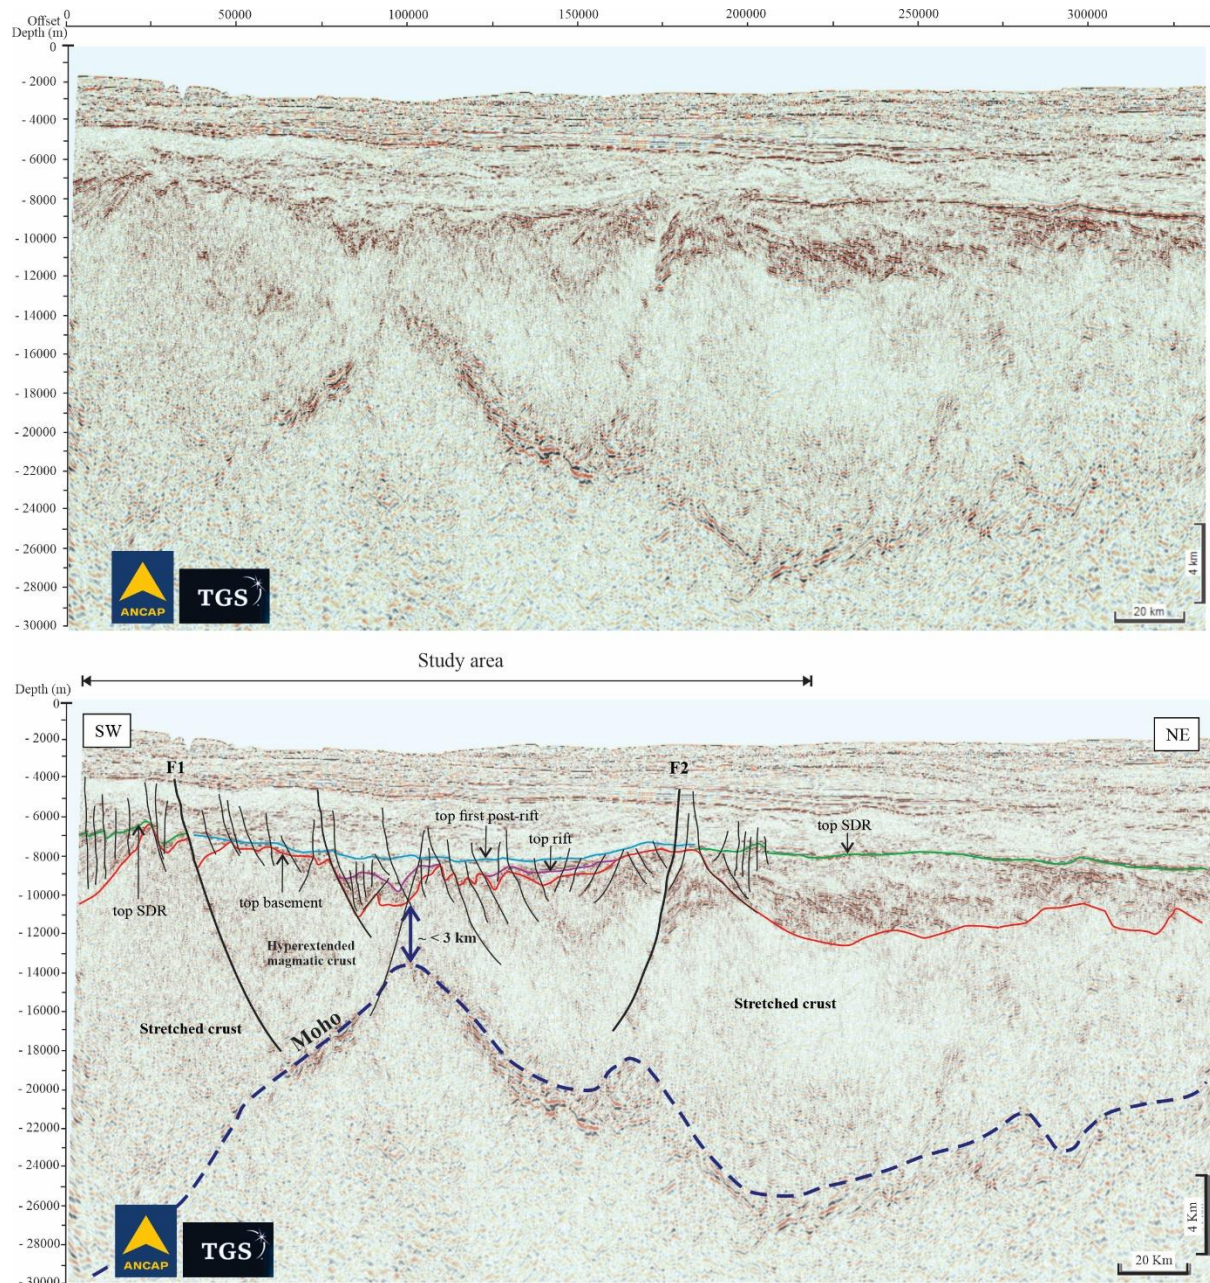 Offset 50000 100000 150000 200000 250000 300000
Depth (m)
0
- 2000
- 4000
- 6000
- 8000
- 10000
- 12000
- 14000
- 16000
- 18000
- 20000
- 22000
- 24000
- 26000
- 28000
- 30000
4 km
20 km
ANCAP
TGS
Study area
Depth (m)
0
SW
NE
- 2000
- 4000
F1
F2
- 6000
top first post-rift
top rift
top SDR
- 8000
top basement
top SDR
- 10000
- 12000
~ < 3 km
Hyperextended
magmatic crust
- 14000
Stretched crust
Stretched crust
- 16000
Moho
- 18000
- 20000
- 22000
- 24000
- 26000
- 28000
- 30000
4 Km
20 Km
ANCAP
TGS